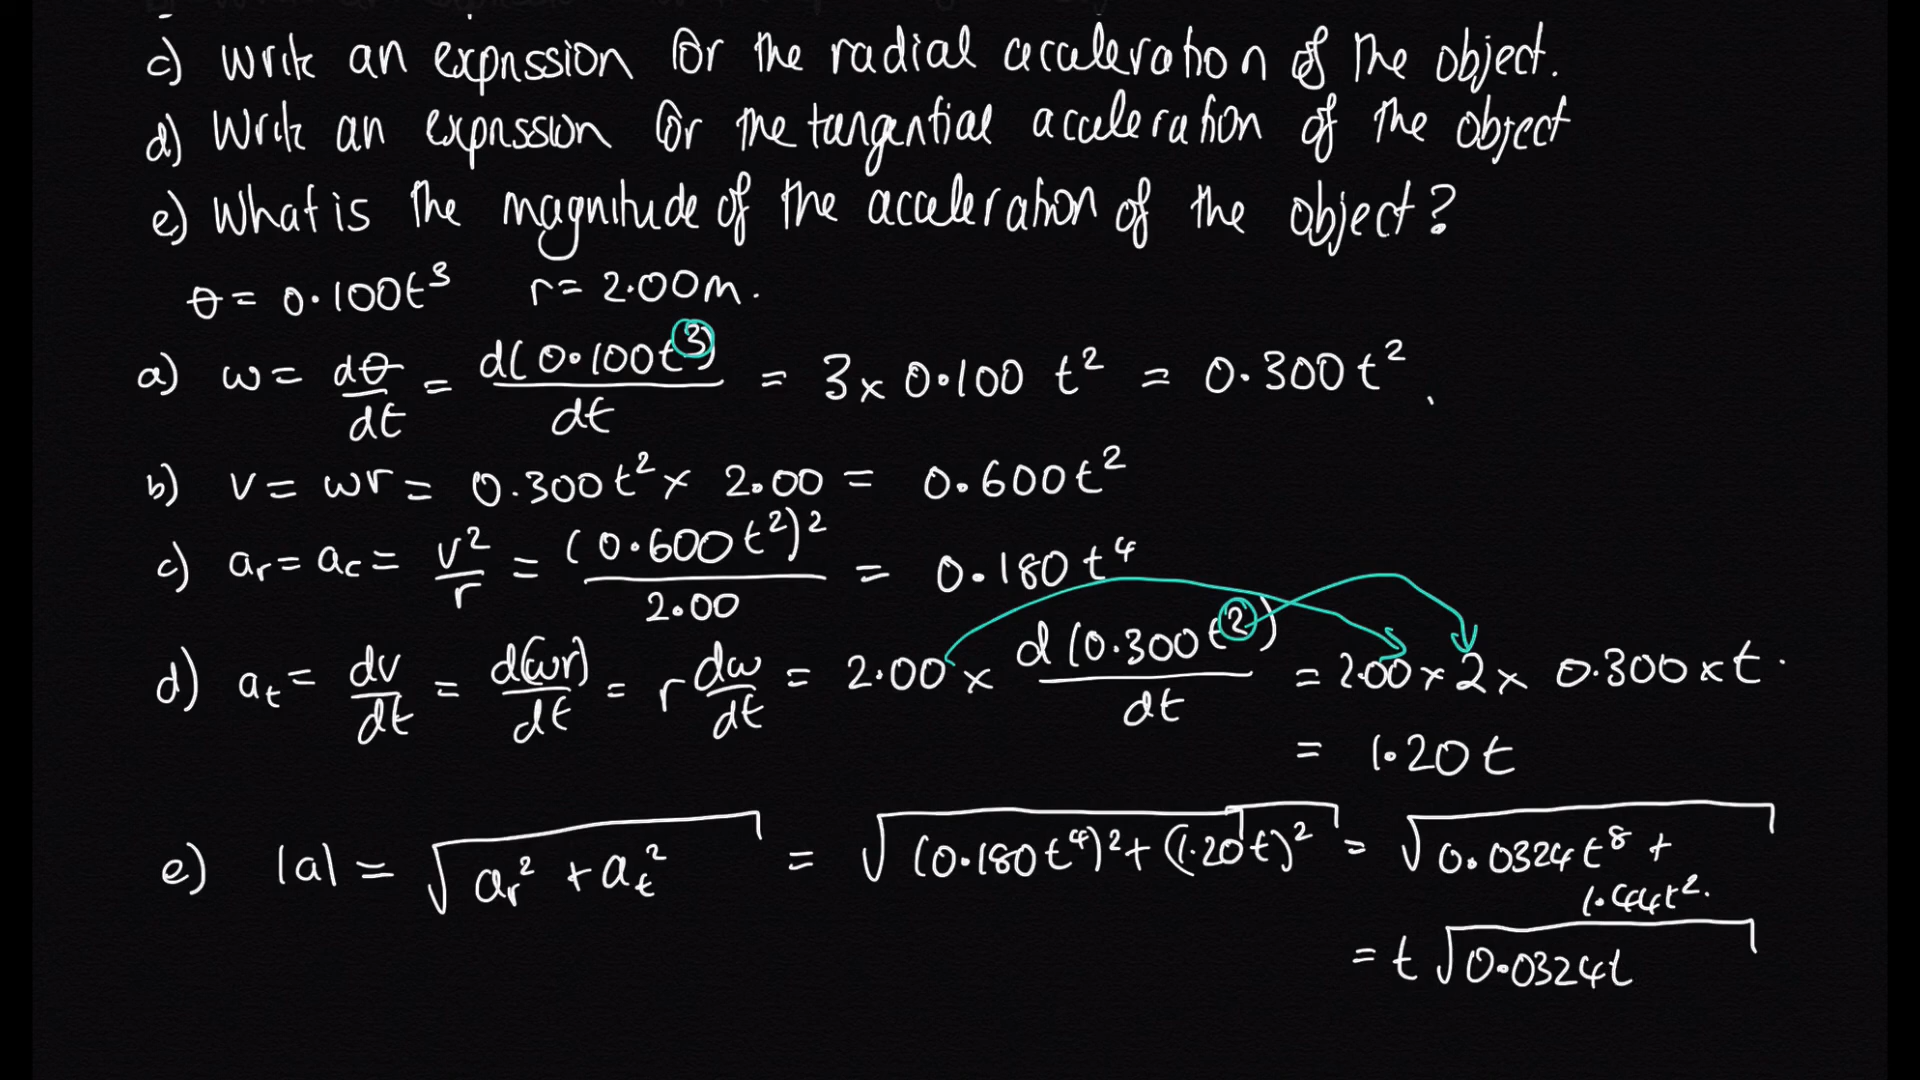 c) Write an expression for the radial acceleration of the object.
d) Write an expression for the tangential acceleration of the object
e) What is the magnitude of the acceleration of the object?
θ = 0.100t³ r = 2.00m.
a) ω = dθ/dt = d(0.100t³)/dt = 3 × 0.100 t² = 0.300t².
b) v = ωr = 0.300t² × 2.00 = 0.600t²
c) aᵣ = a_c = v²/r = (0.600t²)²/2.00 = 0.180t⁴
d) aₜ = dv/dt = d(ωr)/dt = r dω/dt = 2.00 × d(0.300t²)/dt = 2.00 × 2 × 0.300 × t.
= 1.20t
e) |a| = √(aᵣ² + aₜ²) = √((0.180t⁴)² + (1.20t)²) = √(0.0324t⁸ + 1.44t².)
= t√(0.0324t)